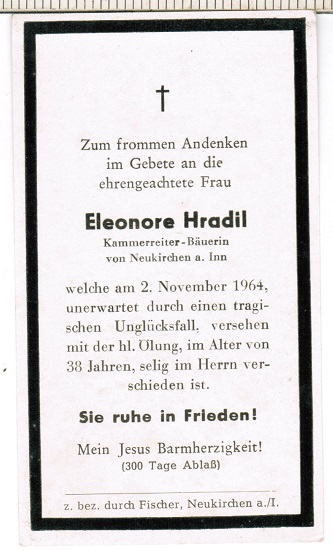 Zum frommen Andenken
im Gebete an die
ehrengeachtete Frau
Eleonore Hradil
Kammerreiter-Bäuerin
von Neukirchen a. Inn
welche am 2. November 1964,
unerwartet durch einen tragi-
schen Unglücksfall, versehen
mit der hl. Ölung, im Alter von
38 Jahren, selig im Herrn ver-
schieden ist.
Sie ruhe in Frieden!
Mein Jesus Barmherzigkeit!
(300 Tage Ablaß)
z. bez. durch Fischer, Neukirchen a./I.